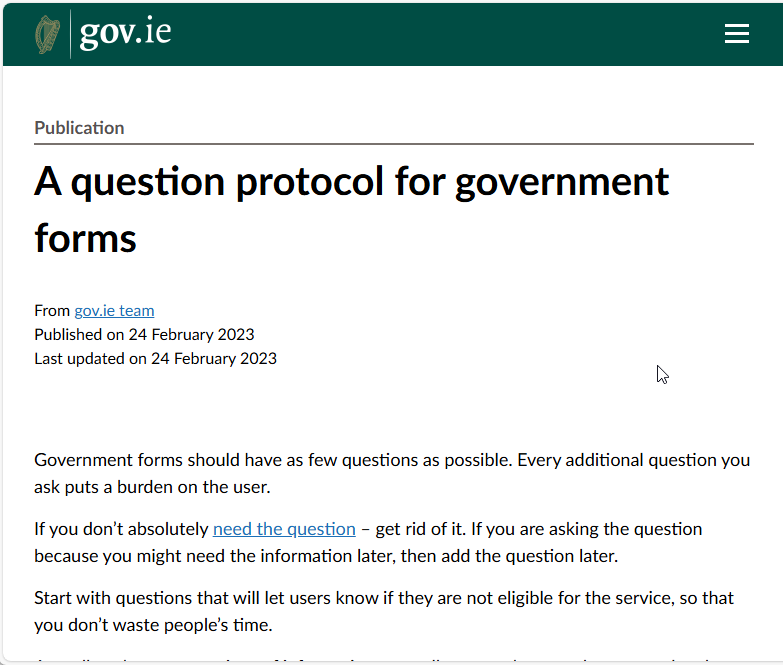 gov.ie
Publication
A question protocol for government
forms
From gov.ie team
Published on 24 February 2023
Last updated on 24 February 2023
Government forms should have as few questions as possible. Every additional question you
ask puts a burden on the user.
If you don’t absolutely need the question – get rid of it. If you are asking the question
because you might need the information later, then add the question later.
Start with questions that will let users know if they are not eligible for the service, so that
you don’t waste people’s time.